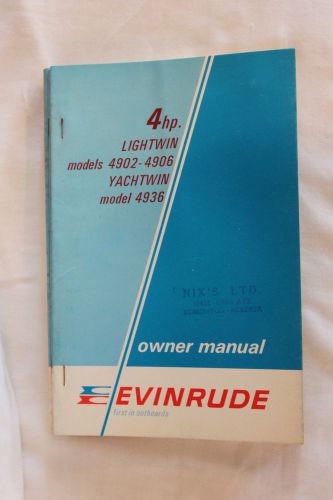 4hp.
LIGHTWIN
models 4902-4906
YACHTWIN
model 4936
NIX'S LTD.
owner manual
EVINRUDE
first in outboards